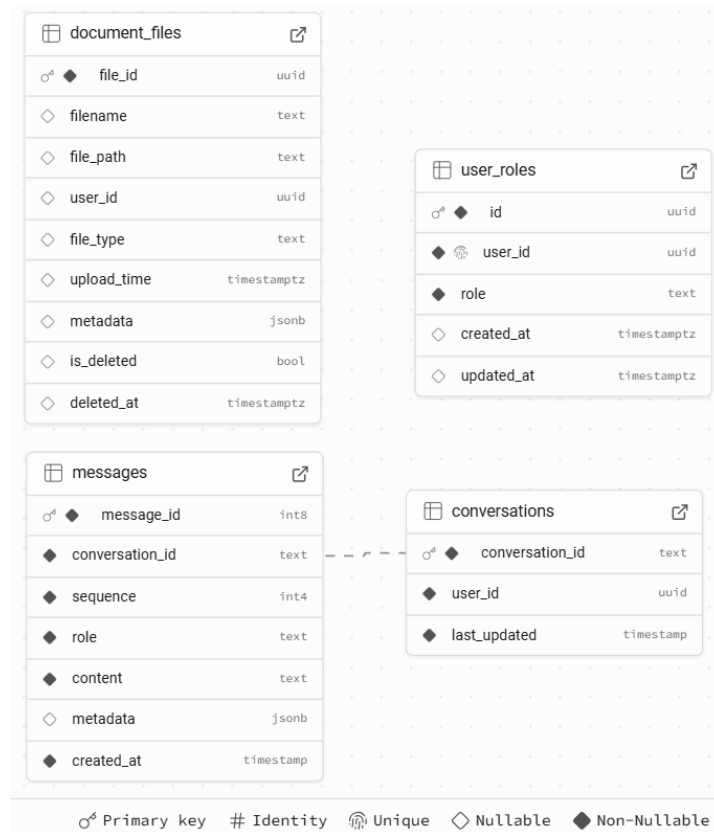 document_files
file_id uuid
filename text
file_path text
user_id uuid
file_type text
upload_time timestamptz
metadata jsonb
is_deleted bool
deleted_at timestamptz
user_roles
id uuid
user_id uuid
role text
created_at timestamptz
updated_at timestamptz
messages
message_id int8
conversation_id text
sequence int4
role text
content text
metadata jsonb
created_at timestamp
conversations
conversation_id text
user_id uuid
last_updated timestamp
Primary key # Identity Unique Nullable Non-Nullable